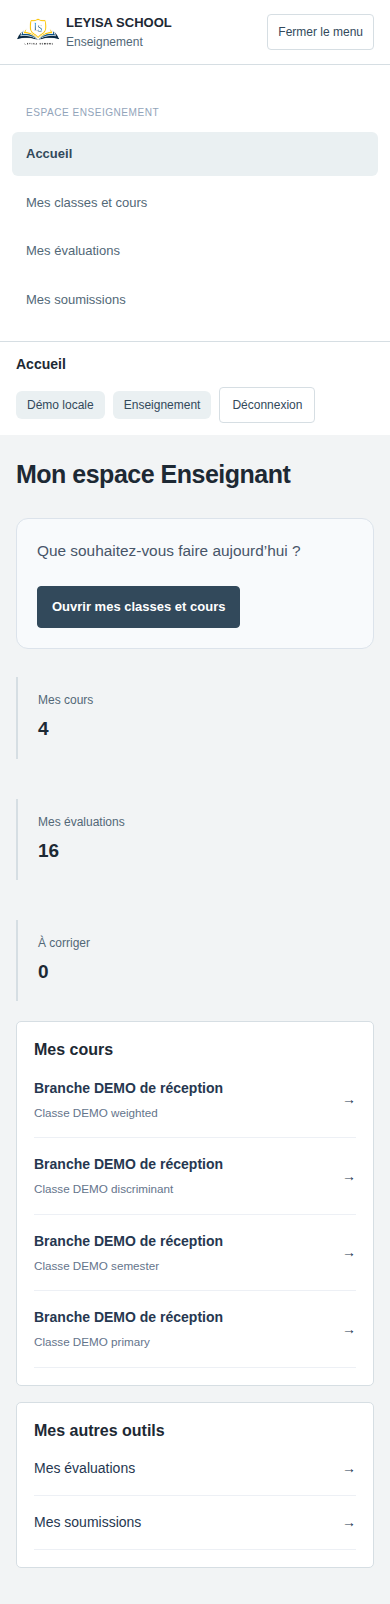 LEYISA SCHOOL
Enseignement
Fermer le menu
ESPACE ENSEIGNEMENT
Accueil
Mes classes et cours
Mes évaluations
Mes soumissions
Accueil
Démo locale
Enseignement
Déconnexion
Mon espace Enseignant
Que souhaitez-vous faire aujourd’hui ?
Ouvrir mes classes et cours
Mes cours
4
Mes évaluations
16
À corriger
0
Mes cours
Branche DEMO de réception
Classe DEMO weighted
→
Branche DEMO de réception
Classe DEMO discriminant
→
Branche DEMO de réception
Classe DEMO semester
→
Branche DEMO de réception
Classe DEMO primary
→
Mes autres outils
Mes évaluations →
Mes soumissions →